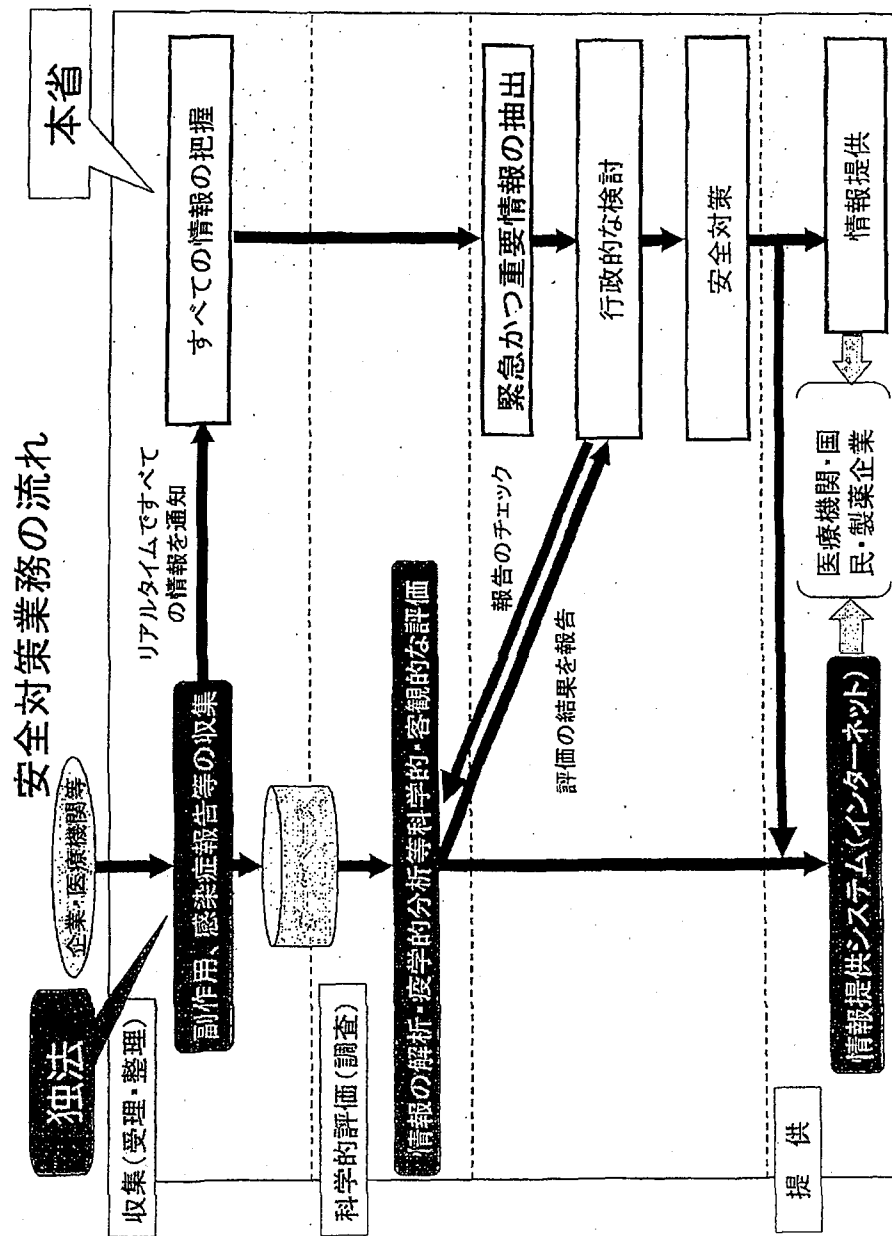 安全対策業務の流れ
独法
企業・医療機関等
本省
収集(受理・整理)
副作用、感染症報告等の収集
リアルタイムですべて
の情報を通知
すべての情報の把握
科学的評価(調査)
データベース
情報の解析・疫学的分析等科学的・客観的な評価
緊急かつ重要情報の抽出
報告のチェック
評価の結果を報告
行政的な検討
安全対策
提 供
情報提供システム(インターネット)
医療機関・国
民・製薬企業
情報提供